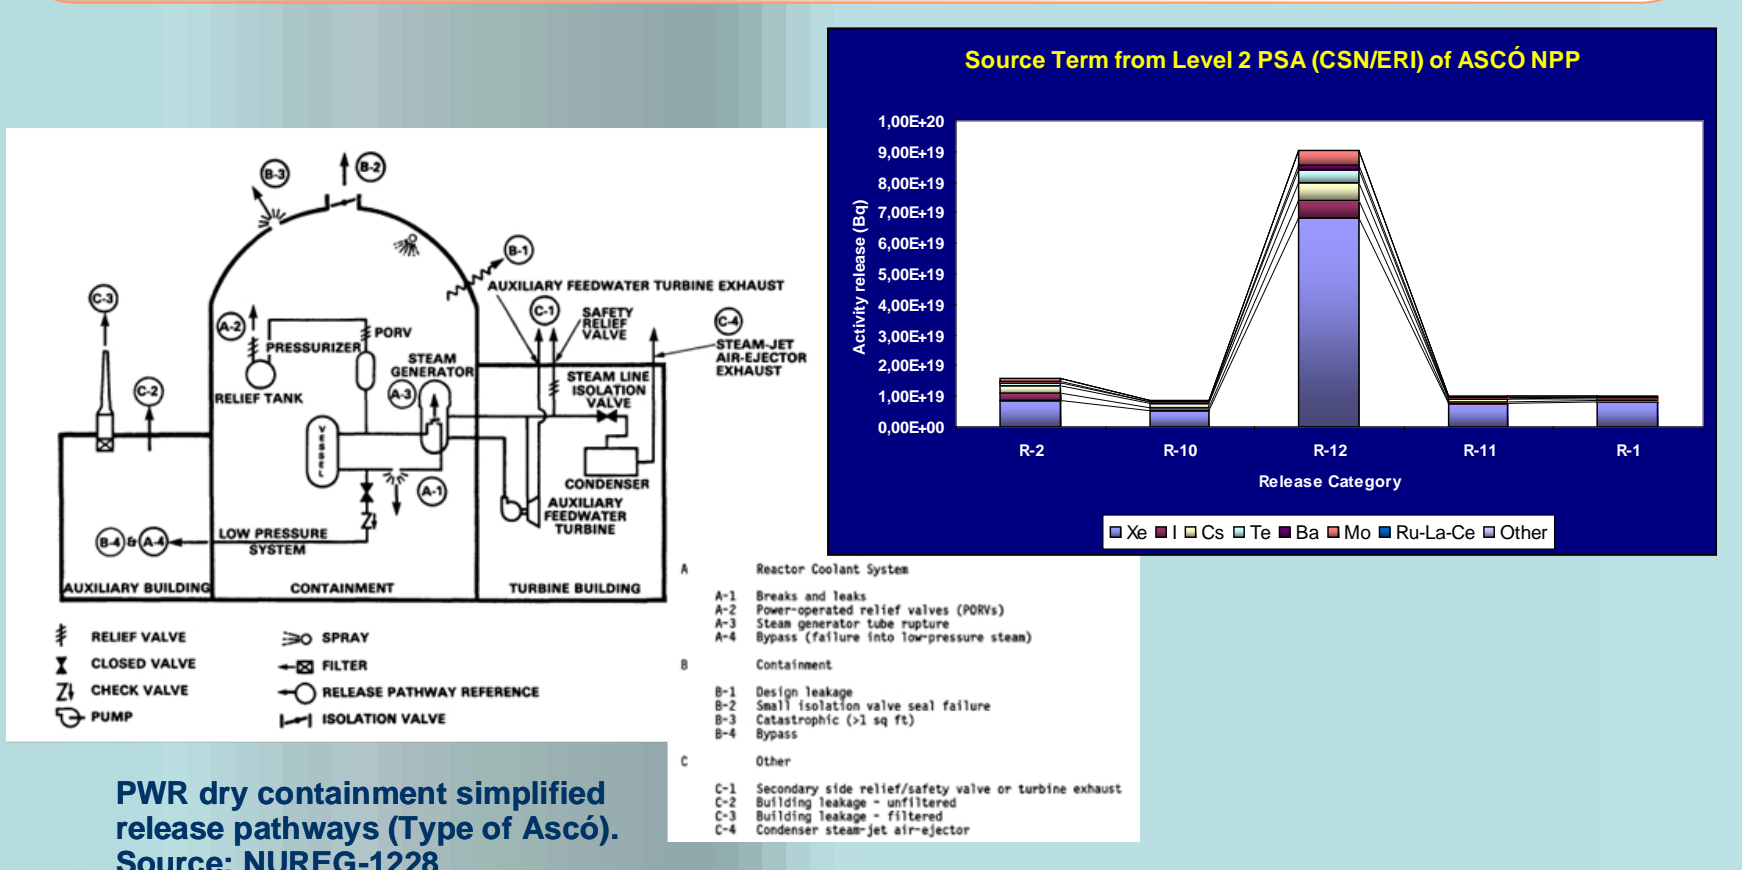 Source Term from Level 2 PSA (CSN/ERI) of ASCÓ NPP
1,00E+20
9,00E+19
8,00E+19
7,00E+19
6,00E+19
5,00E+19
4,00E+19
3,00E+19
2,00E+19
1,00E+19
0,00E+00
Activity release (Bq)
R-2
R-10
R-12
R-11
R-1
Release Category
Xe I Cs Te Ba Mo Ru-La-Ce Other
B-3
B-2
B-1
AUXILIARY FEEDWATER TURBINE EXHAUST
C-3
C-1
SAFETY
RELIEF
VALVE
C-4
STEAM-JET
AIR-EJECTOR
EXHAUST
A-2
PORV
PRESSURIZER
STEAM
GENERATOR
A-3
RELIEF TANK
C-2
STEAM LINE
ISOLATION
VALVE
VESSEL
CONDENSER
A-1
AUXILIARY
FEEDWATER
TURBINE
B-4 & A-4
LOW PRESSURE
SYSTEM
AUXILIARY BUILDING
CONTAINMENT
TURBINE BUILDING
RELIEF VALVE
SPRAY
CLOSED VALVE
FILTER
CHECK VALVE
RELEASE PATHWAY REFERENCE
PUMP
ISOLATION VALVE
A Reactor Coolant System
A-1 Breaks and leaks
A-2 Power-operated relief valves (PORVs)
A-3 Steam generator tube rupture
A-4 Bypass (failure into low-pressure steam)
B Containment
B-1 Design leakage
B-2 Small isolation valve seal failure
B-3 Catastrophic (>1 sq ft)
B-4 Bypass
C Other
C-1 Secondary side relief/safety valve or turbine exhaust
C-2 Building leakage - unfiltered
C-3 Building leakage - filtered
C-4 Condenser steam-jet air-ejector
PWR dry containment simplified
release pathways (Type of Ascó).
Source: NUREG-1228